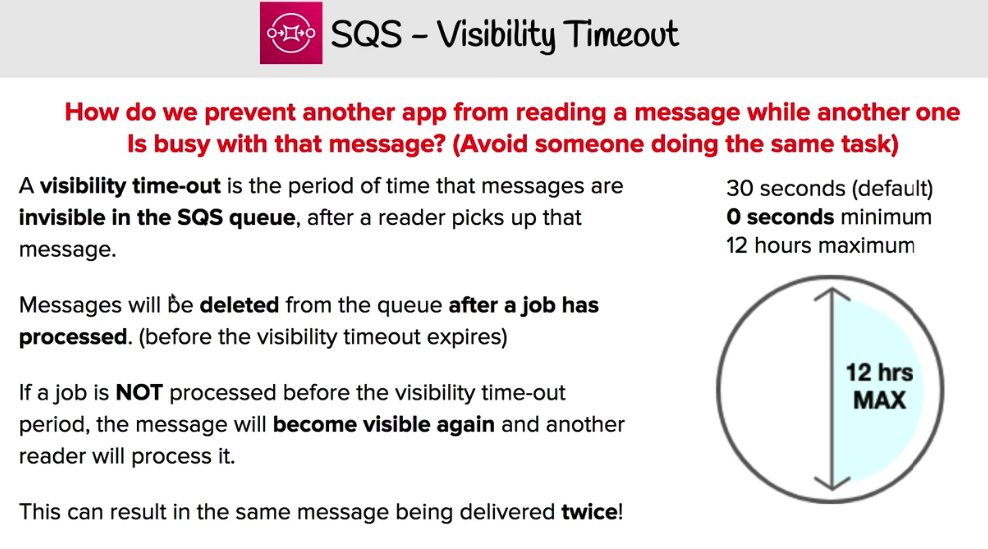 SQS – Visibility Timeout
How do we prevent another app from reading a message while another one
Is busy with that message? (Avoid someone doing the same task)
A visibility time-out is the period of time that messages are
invisible in the SQS queue, after a reader picks up that
message.
Messages will be deleted from the queue after a job has
processed. (before the visibility timeout expires)
If a job is NOT processed before the visibility time-out
period, the message will become visible again and another
reader will process it.
This can result in the same message being delivered twice!
30 seconds (default)
0 seconds minimum
12 hours maximum
12 hrs
MAX